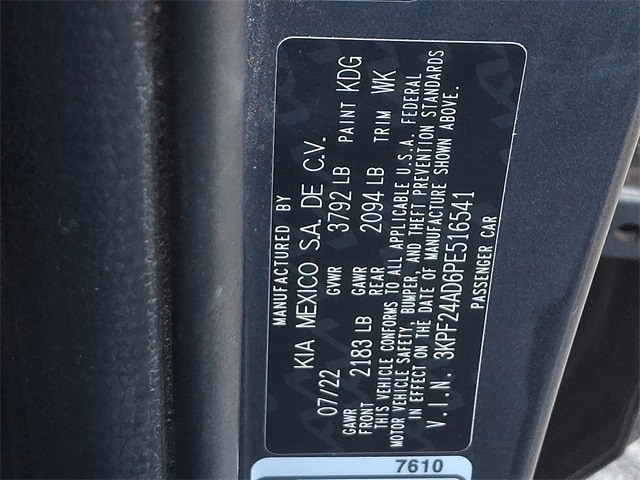 MANUFACTURED BY
KIA MEXICO S.A. DE C.V.
07/22 GVWR 3792 LB PAINT KDG
GAWR FRONT 2183 LB GAWR REAR 2094 LB TRIM WK
THIS VEHICLE CONFORMS TO ALL APPLICABLE U.S.A. FEDERAL
MOTOR VEHICLE SAFETY, BUMPER, AND THEFT PREVENTION STANDARDS
IN EFFECT ON THE DATE OF MANUFACTURE SHOWN ABOVE.
V.I.N. 3KPF24AD6PE516541
PASSENGER CAR
7610